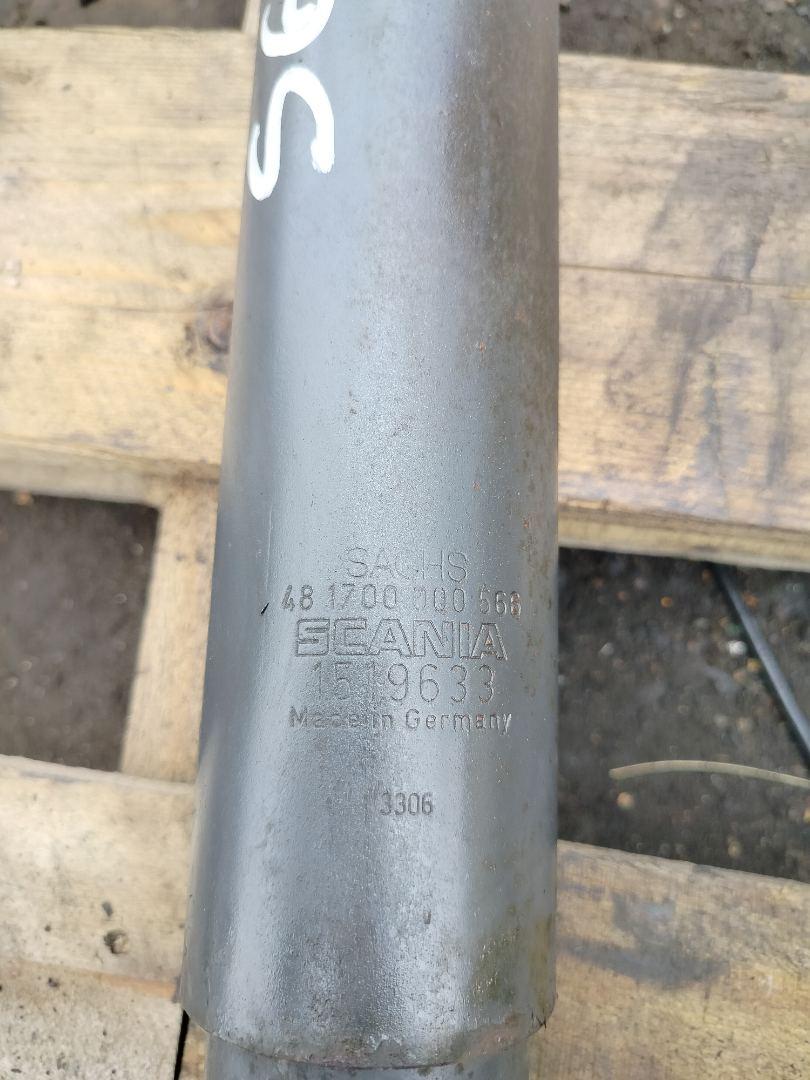 SACHS
48 1700 000 566
SCANIA
1519633
Made in Germany
3306